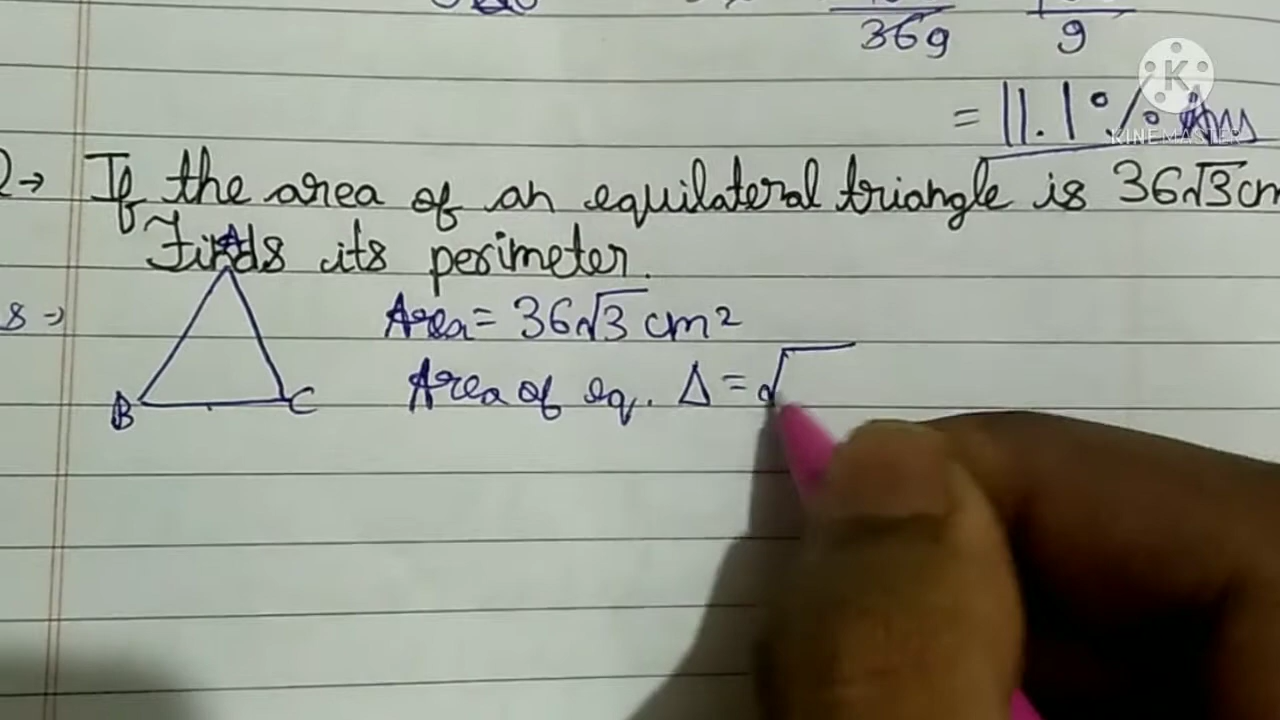 36g 9
= 11.1% Ans
KINEMASTER
Q→ If the area of an equilateral triangle is 36√3 cm
Finds its perimeter.
A
s→ Area = 36√3 cm²
B C Area of eq. Δ = √